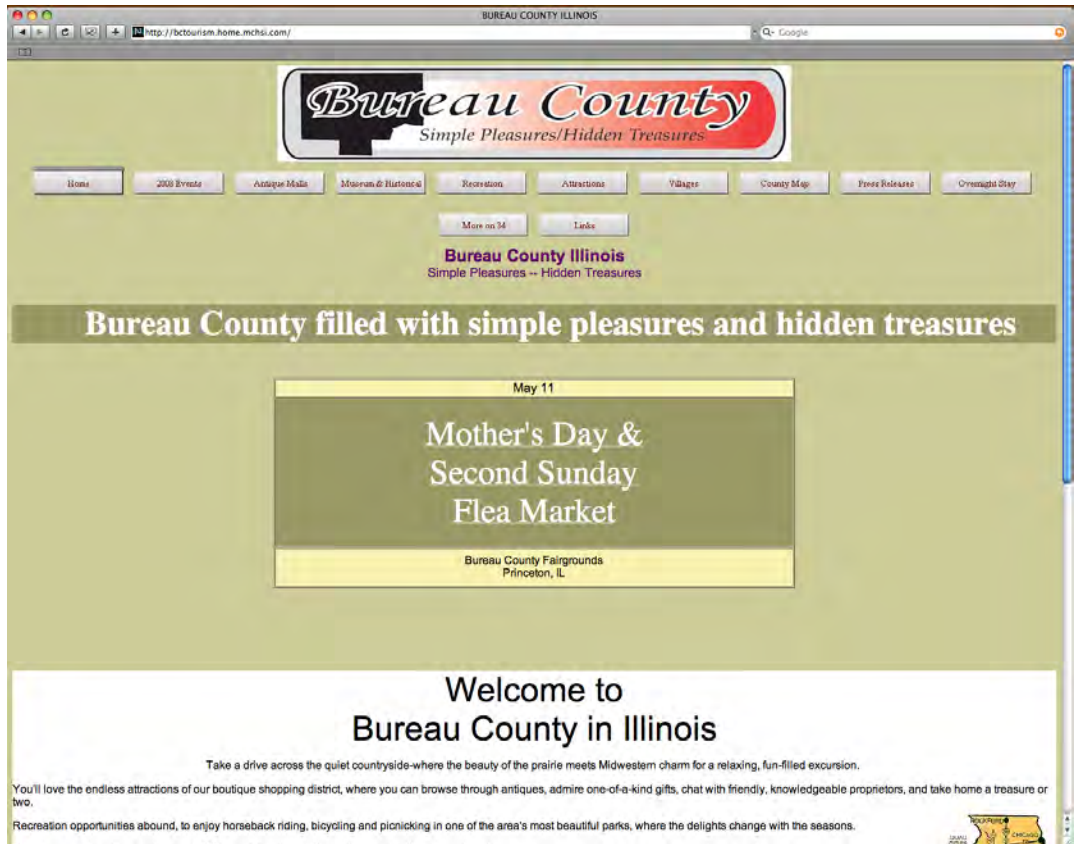 BUREAU COUNTY ILLINOIS
http://bctourism.home.mchsi.com/
Google
Bureau County
Simple Pleasures/Hidden Treasures
Home 2008 Events Antique Malls Museum & Historical Recreation Attractions Villages County Map Press Releases Overnight Stay
More on 34 Links
Bureau County Illinois
Simple Pleasures -- Hidden Treasures
Bureau County filled with simple pleasures and hidden treasures
May 11
Mother's Day &
Second Sunday
Flea Market
Bureau County Fairgrounds
Princeton, IL
Welcome to
Bureau County in Illinois
Take a drive across the quiet countryside-where the beauty of the prairie meets Midwestern charm for a relaxing, fun-filled excursion.
You'll love the endless attractions of our boutique shopping district, where you can browse through antiques, admire one-of-a-kind gifts, chat with friendly, knowledgeable proprietors, and take home a treasure or
two.
Recreation opportunities abound, to enjoy horseback riding, bicycling and picnicking in one of the area's most beautiful parks, where the delights change with the seasons.
ROCKFORD
CHICAGO